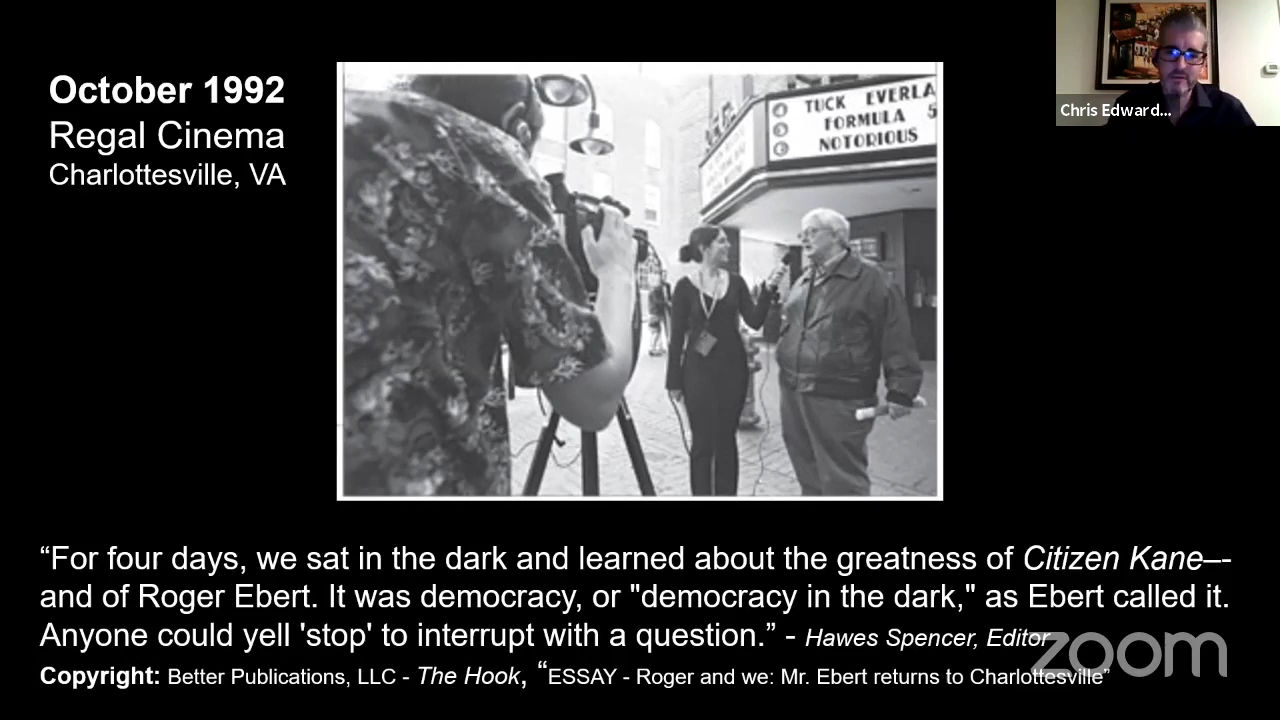 October 1992
Regal Cinema
Charlottesville, VA
TUCK EVERLA
FORMULA 5
NOTORIOUS
Chris Edward...
“For four days, we sat in the dark and learned about the greatness of Citizen Kane–-
and of Roger Ebert. It was democracy, or "democracy in the dark," as Ebert called it.
Anyone could yell 'stop' to interrupt with a question.” - Hawes Spencer, Editor
Copyright: Better Publications, LLC - The Hook, “ESSAY - Roger and we: Mr. Ebert returns to Charlottesville”
zoom